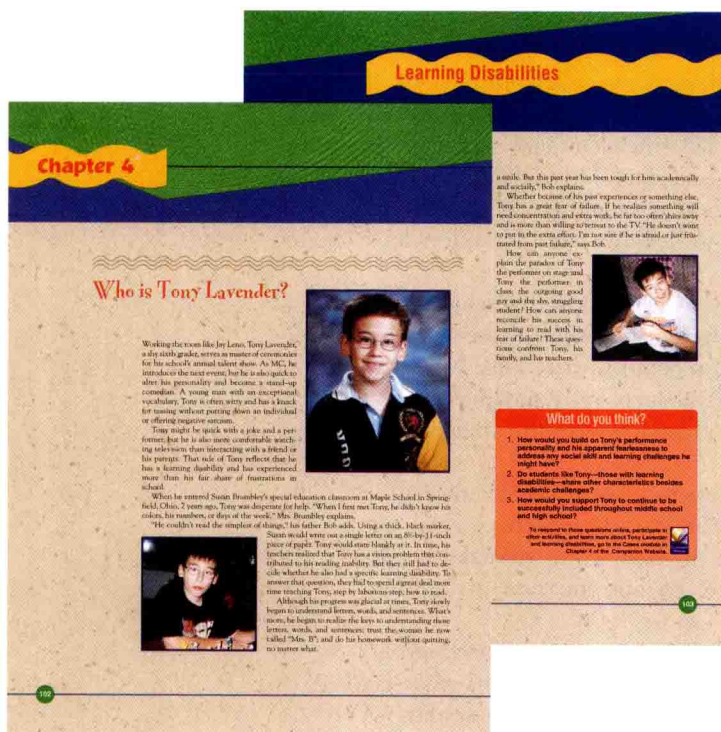 Chapter 4
Who is Tony Lavender?
Working the room like Jay Leno, Tony Lavender,
a shy sixth grader, serves as master of ceremonies
for his school's annual talent show. As MC, he
introduces the next event, but he is also quick to
alter his personality and become a stand-up
comedian. A young man with an exceptional
vocabulary, Tony is often witty and has a knack
for teasing without putting down an individual
or offering negative sarcasm.
Tony might be quick with a joke and a per-
former, but he is also more comfortable watch-
ing television than interacting with a friend or
his parents. That side of Tony reflects that he
has a learning disability and has experienced
more than his fair share of frustrations in
school.
When he entered Susan Brumbley's special education classroom at Maple School in Spring-
field, Ohio, 2 years ago, Tony was desperate for help. "When I first met Tony, he didn't know his
colors, his numbers, or days of the week," Mrs. Brumbley explains.
"He couldn't read the simplest of things," his father Bob adds. Using a thick, black marker,
Susan would write out a single letter on an 8½-by-11-inch
piece of paper. Tony would stare blankly at it. In time, his
teachers realized that Tony has a vision problem that con-
tributed to his reading inability. But they still had to de-
cide whether he also had a specific learning disability. To
answer that question, they had to spend a great deal more
time teaching Tony, step by laborious step, how to read.
Although his progress was glacial at times, Tony slowly
began to understand letters, words, and sentences. What's
more, he began to realize the keys to understanding those
letters, words, and sentences: trust the woman he now
called "Mrs. B"; and do his homework without quitting,
no matter what.
102
Learning Disabilities
a smile. But this past year has been tough for him academically
and socially," Bob explains.
Whether because of his past experiences or something else,
Tony has a great fear of failure. If he realizes something will
need concentration and extra work, he far too often shies away
and is more than willing to retreat to the TV. "He doesn't want
to put in the extra effort. I'm not sure if he is afraid or just frus-
trated from past failure," says Bob.
How can anyone ex-
plain the paradox of Tony
the performer on stage and
Tony the performer in
class; the outgoing good
guy and the shy, struggling
student? How can anyone
reconcile his success in
learning to read with his
fear of failure? These ques-
tions confront Tony, his
family, and his teachers.
What do you think?
1. How would you build on Tony's performance
personality and his apparent fearlessness to
address any social skill and learning challenges he
might have?
2. Do students like Tony—those with learning
disabilities—share other characteristics besides
academic challenges?
3. How would you support Tony to continue to be
successfully included throughout middle school
and high school?
To respond to these questions online, participate in
other activities, and learn more about Tony Lavender
and learning disabilities, go to the Cases module in
Chapter 4 of the Companion Website.
103